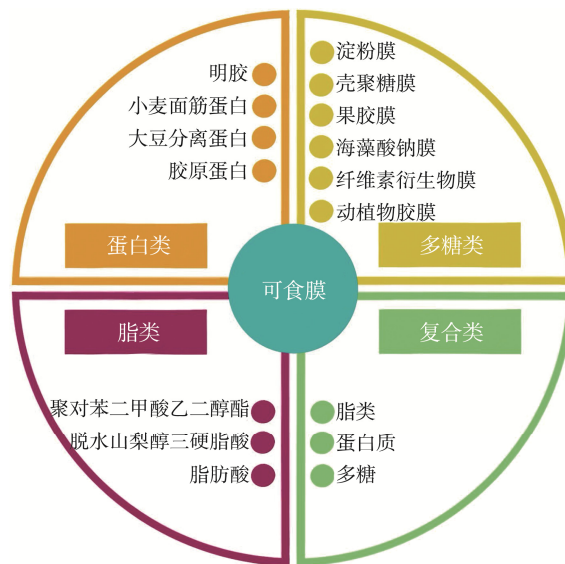 明胶
小麦面筋蛋白
大豆分离蛋白
胶原蛋白
蛋白类
淀粉膜
壳聚糖膜
果胶膜
海藻酸钠膜
纤维素衍生物膜
动植物胶膜
多糖类
可食膜
脂类
聚对苯二甲酸乙二醇酯
脱水山梨醇三硬脂酸
脂肪酸
复合类
脂类
蛋白质
多糖